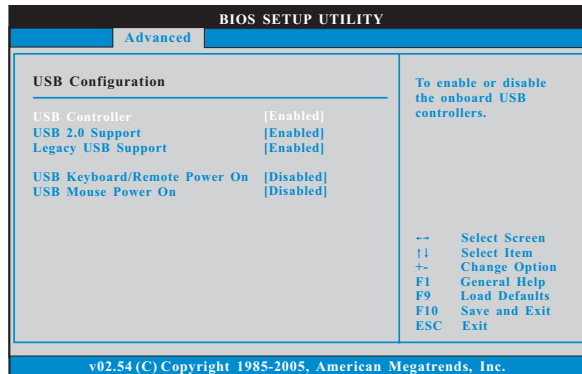 BIOS SETUP UTILITY
Advanced
USB Configuration
USB Controller [Enabled]
USB 2.0 Support [Enabled]
Legacy USB Support [Enabled]
USB Keyboard/Remote Power On [Disabled]
USB Mouse Power On [Disabled]
To enable or disable
the onboard USB
controllers.
←→ Select Screen
↑↓ Select Item
+- Change Option
F1 General Help
F9 Load Defaults
F10 Save and Exit
ESC Exit
v02.54 (C) Copyright 1985-2005, American Megatrends, Inc.